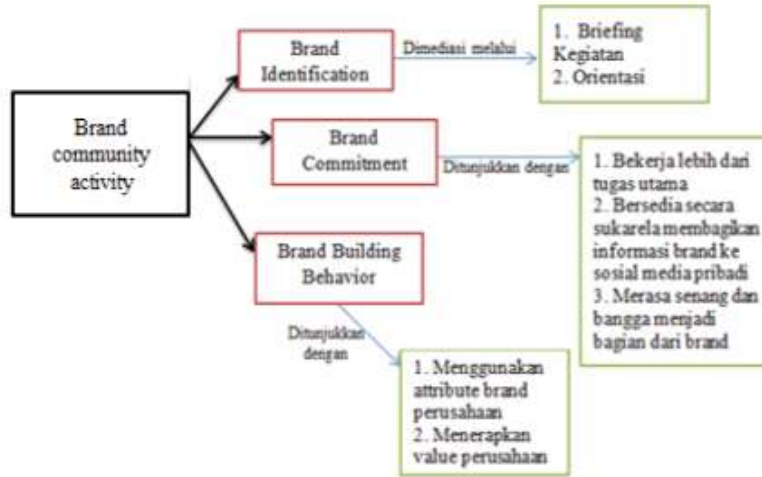 Brand
community
activity
Brand
Identification
Dimediasi melalui
1. Briefing
Kegiatan
2. Orientasi
Brand
Commitment
Ditunjukkan dengan
1. Bekerja lebih dari
tugas utama
2. Bersedia secara
sukarela membagikan
informasi brand ke
sosial media pribadi
3. Merasa senang dan
bangga menjadi
bagian dari brand
Brand Building
Behavior
Ditunjukkan
dengan
1. Menggunakan
attribute brand
perusahaan
2. Menerapkan
value perusahaan